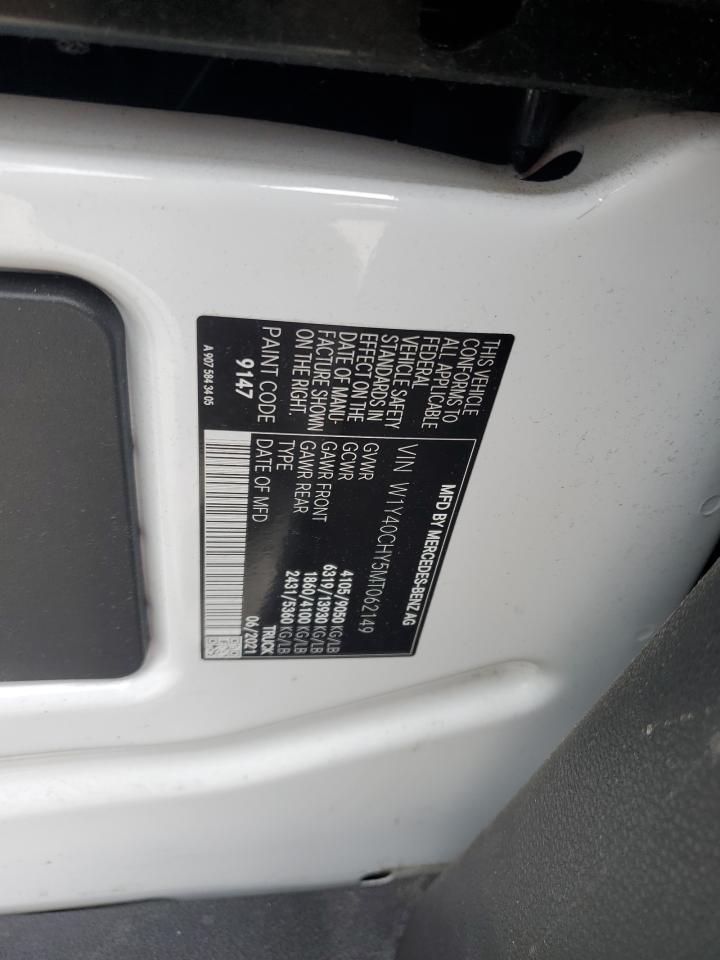 MFD BY MERCEDES-BENZ AG
VIN W1Y40CHY5MT062149
THIS VEHICLE
CONFORMS TO
ALL APPLICABLE
FEDERAL
VEHICLE SAFETY
STANDARDS IN
EFFECT ON THE
DATE OF MANU-
FACTURE SHOWN
ON THE RIGHT.
GVWR 4105/9050 KG/LB
GCWR 6319/13930 KG/LB
GAWR FRONT 1860/4100 KG/LB
GAWR REAR 2431/5360 KG/LB
TYPE TRUCK
DATE OF MFD 06/2021
PAINT CODE
9147
A 907 584 34 05